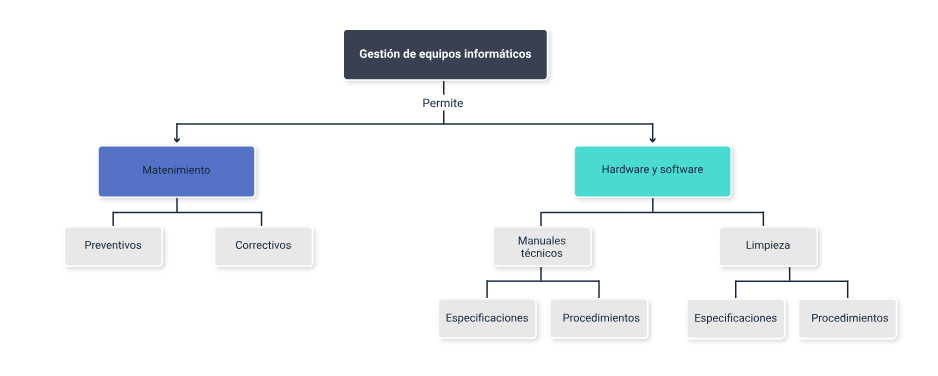 Gestión de equipos informáticos
Permite
Matenimiento
Hardware y software
Preventivos
Correctivos
Manuales
técnicos
Limpieza
Especificaciones
Procedimientos
Especificaciones
Procedimientos